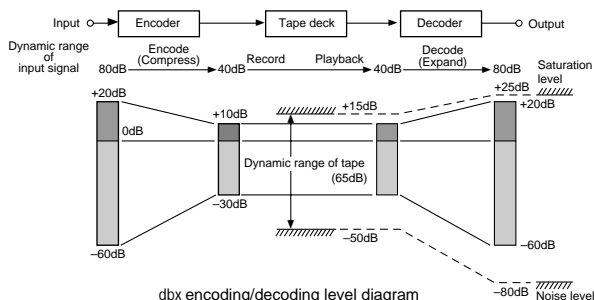 Input
Encoder
Tape deck
Decoder
Output
Dynamic range
of
input signal
Encode
(Compress)
Record
Playback
Decode
(Expand)
80dB
40dB
40dB
80dB
Saturation
level
+20dB
+10dB
+15dB
+25dB
+20dB
0dB
Dynamic range of tape
(65dB)
–30dB
–50dB
–60dB
–60dB
–80dB
Noise level
dbx encoding/decoding level diagram